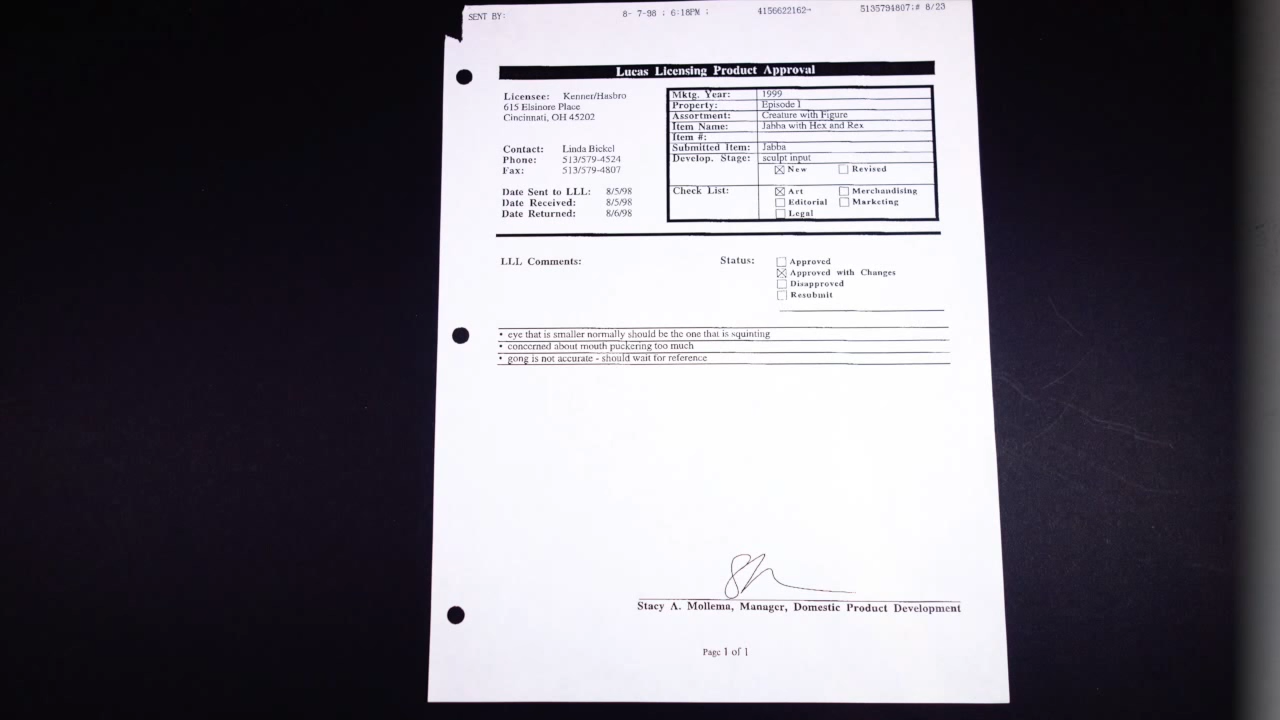 SENT BY: 8- 7-98 ; 6:18PM ; 4156622162→ 5135794807;# 8/23
Lucas Licensing Product Approval
Licensee: Kenner/Hasbro
615 Elsinore Place
Cincinnati, OH 45202
Contact: Linda Bickel
Phone: 513/579-4524
Fax: 513/579-4807
Date Sent to LLL: 8/5/98
Date Received: 8/5/98
Date Returned: 8/6/98
Mktg. Year: 1999
Property: Episode I
Assortment: Creature with Figure
Item Name: Jabba with Hex and Rex
Item #:
Submitted Item: Jabba
Develop. Stage: sculpt input
☒ New ☐ Revised
Check List: ☒ Art ☐ Merchandising
☐ Editorial ☐ Marketing
☐ Legal
LLL Comments:
Status: ☐ Approved
☒ Approved with Changes
☐ Disapproved
☐ Resubmit
• eye that is smaller normally should be the one that is squinting
• concerned about mouth puckering too much
• gong is not accurate - should wait for reference
Stacy A. Mollema, Manager, Domestic Product Development
Page 1 of 1